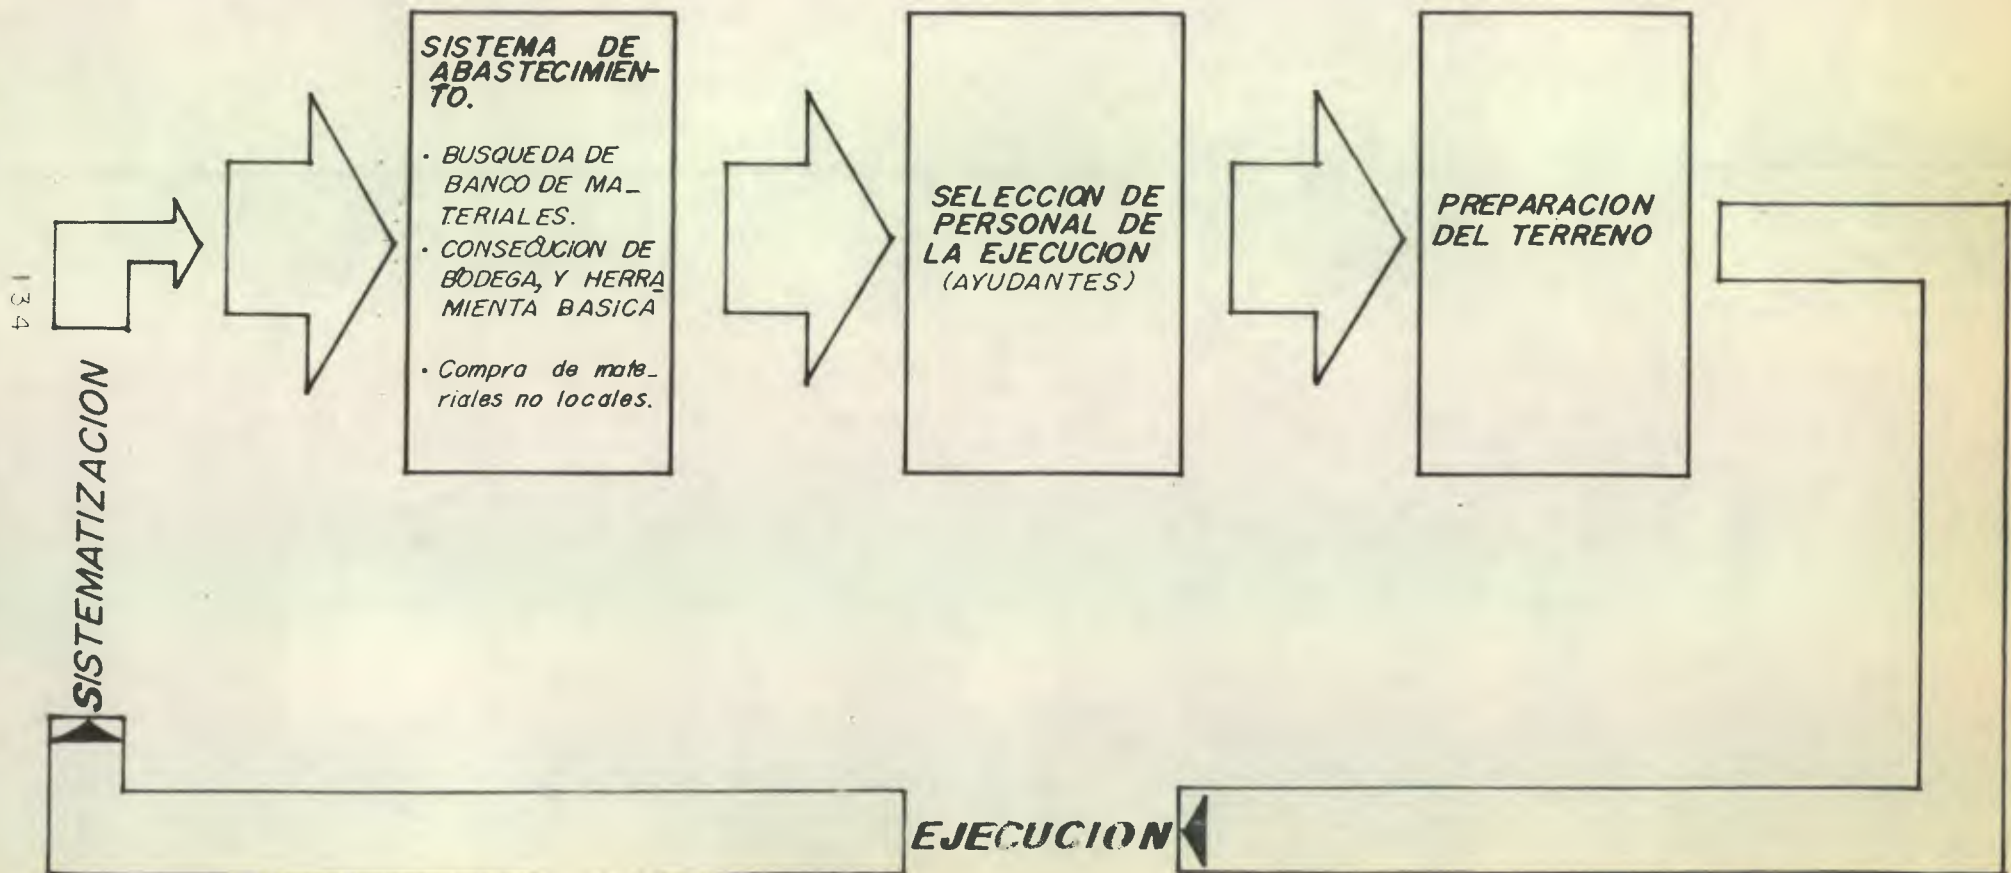 SISTEMA DE
ABASTECIMIEN-
TO.
· BUSQUEDA DE
BANCO DE MA_
TERIALES.
· CONSECUCION DE
BODEGA, Y HERRA
MIENTA BASICA
· Compra de mate_
riales no locales.
SELECCION DE
PERSONAL DE
LA EJECUCION
(AYUDANTES)
PREPARACION
DEL TERRENO
134
SISTEMATIZACION
EJECUCION